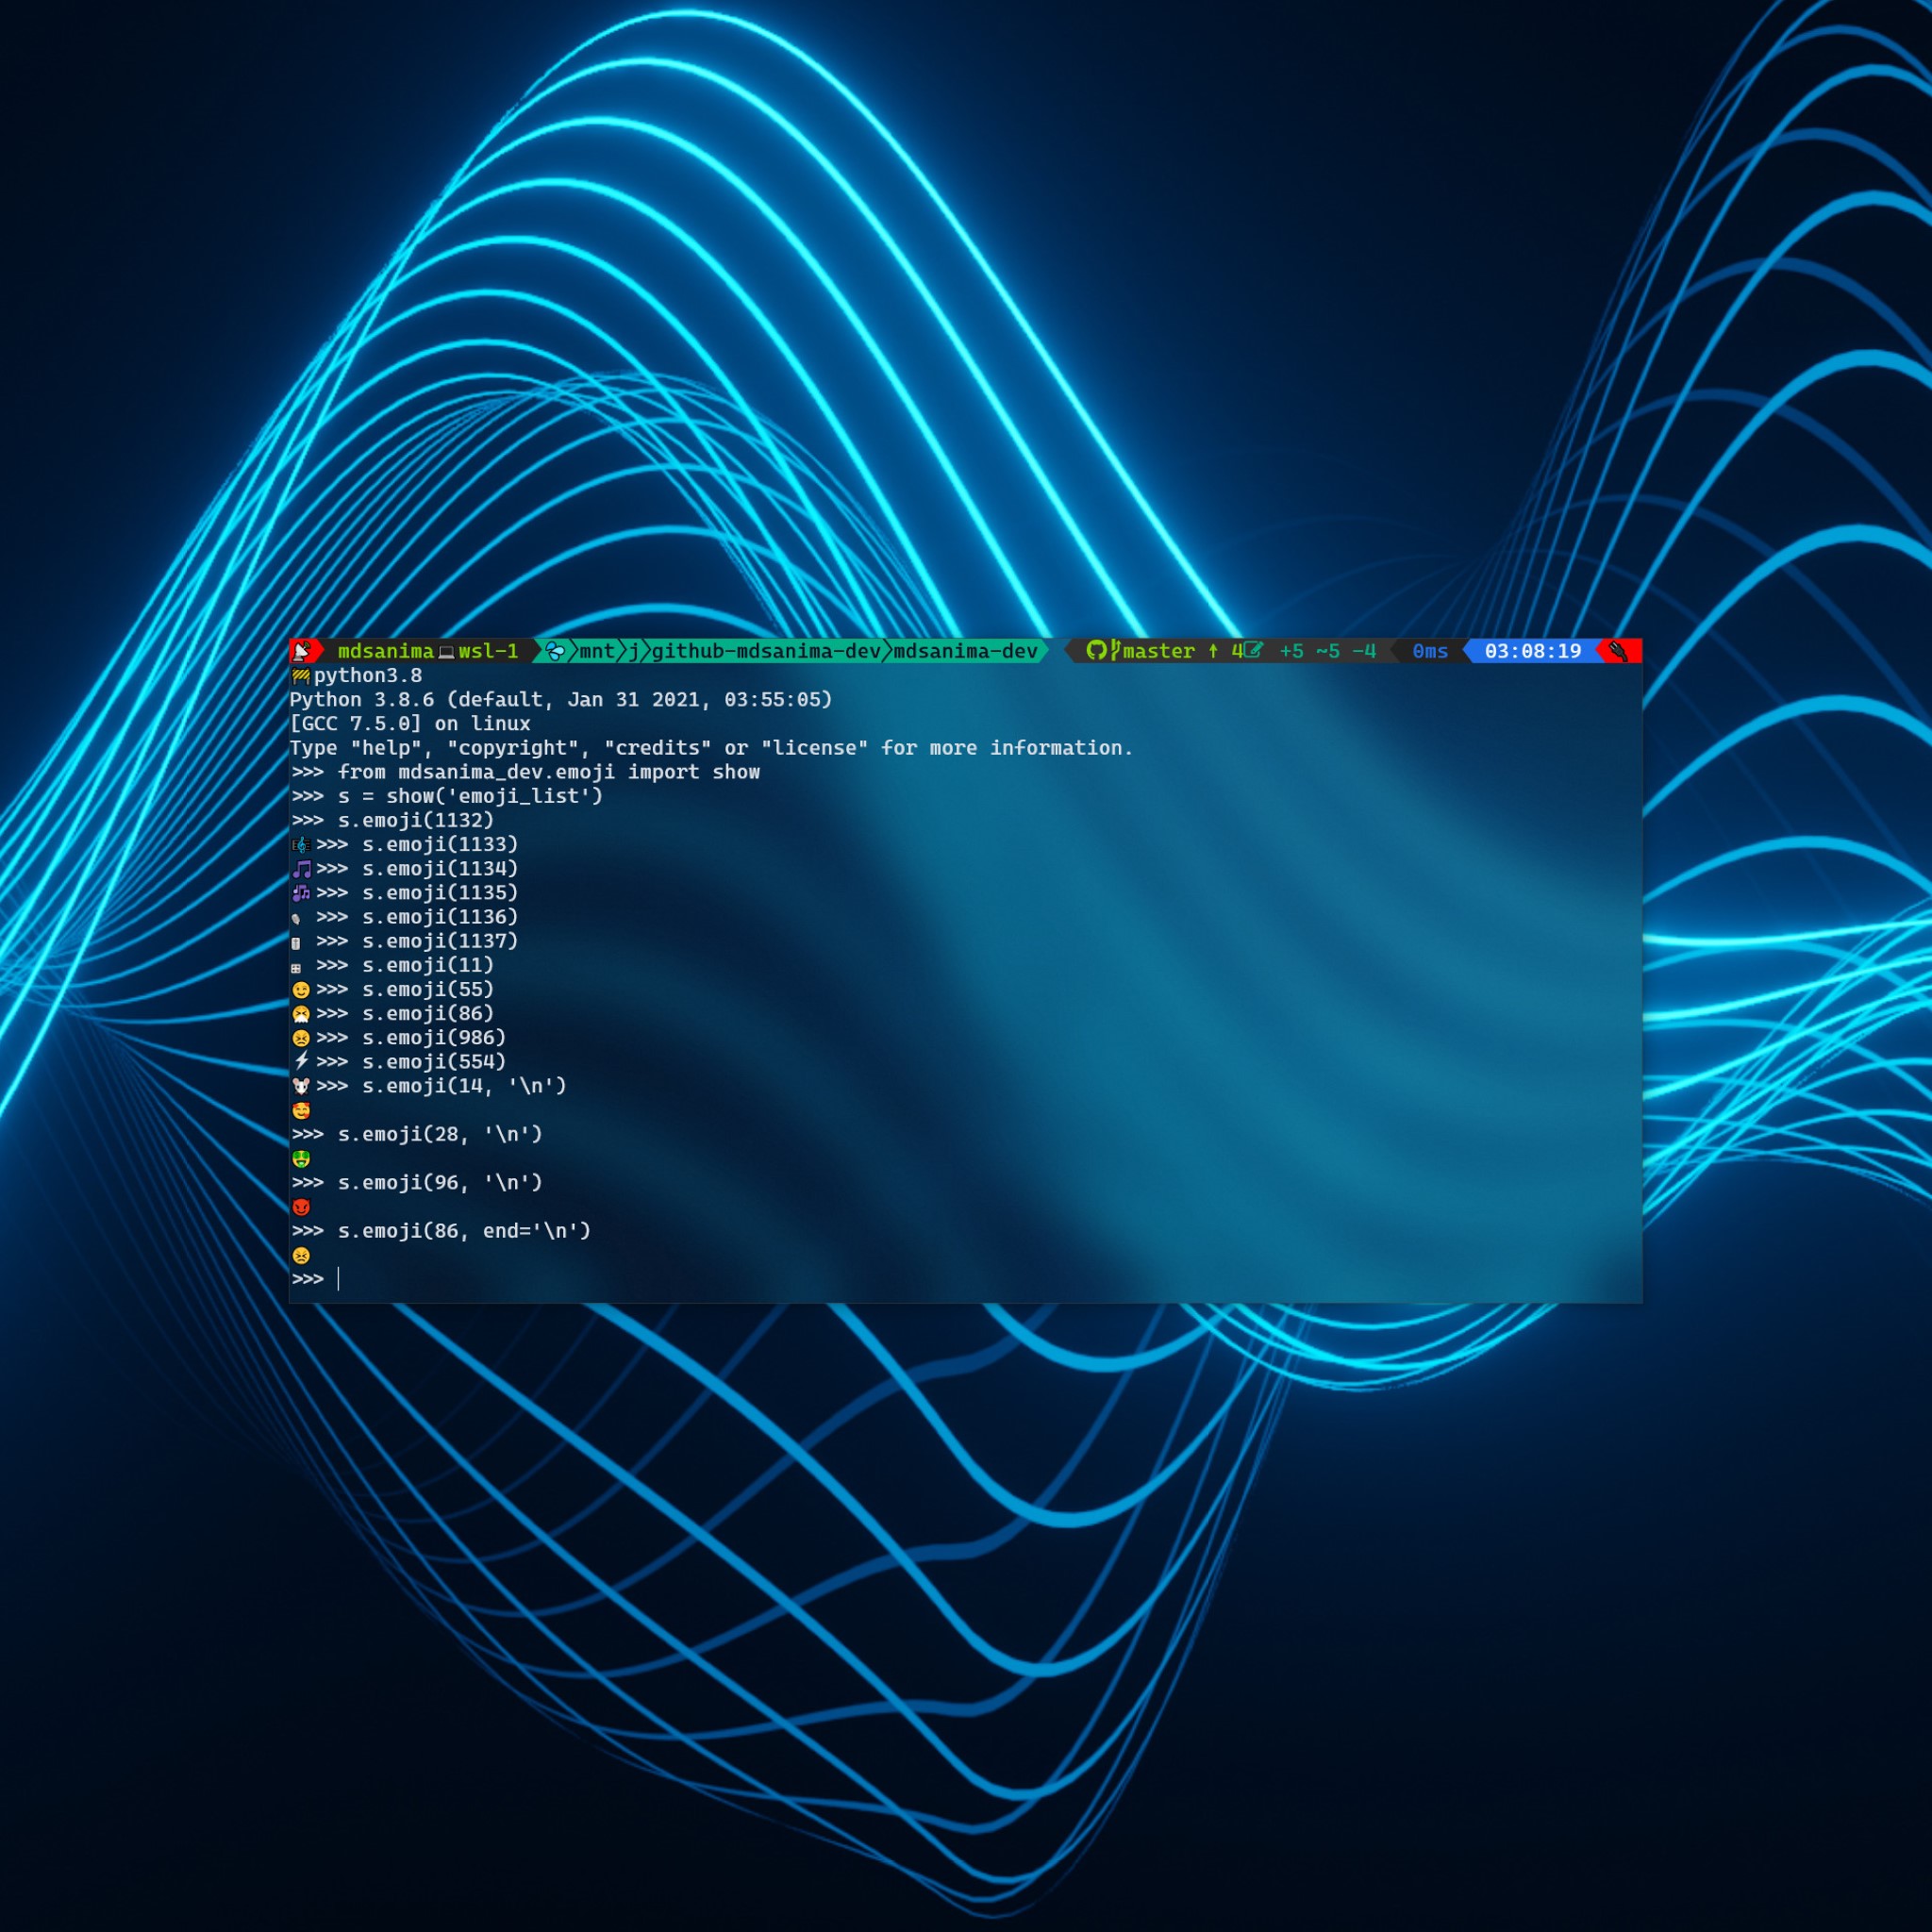 mdsanima💻wsl-1 mnt j github-mdsanima-dev mdsanima-dev master ↑ 4 +5 ~5 -4 0ms 03:08:19
🚧python3.8
Python 3.8.6 (default, Jan 31 2021, 03:55:05)
[GCC 7.5.0] on linux
Type "help", "copyright", "credits" or "license" for more information.
>>> from mdsanima_dev.emoji import show
>>> s = show('emoji_list')
>>> s.emoji(1132)
🎼>>> s.emoji(1133)
🎵>>> s.emoji(1134)
🎶>>> s.emoji(1135)
🎙>>> s.emoji(1136)
🎚>>> s.emoji(1137)
🎛>>> s.emoji(11)
😉>>> s.emoji(55)
🤧>>> s.emoji(86)
😣>>> s.emoji(986)
⚡>>> s.emoji(554)
🐭>>> s.emoji(14, '\n')
🥰
>>> s.emoji(28, '\n')
🤑
>>> s.emoji(96, '\n')
😈
>>> s.emoji(86, end='\n')
😣
>>>